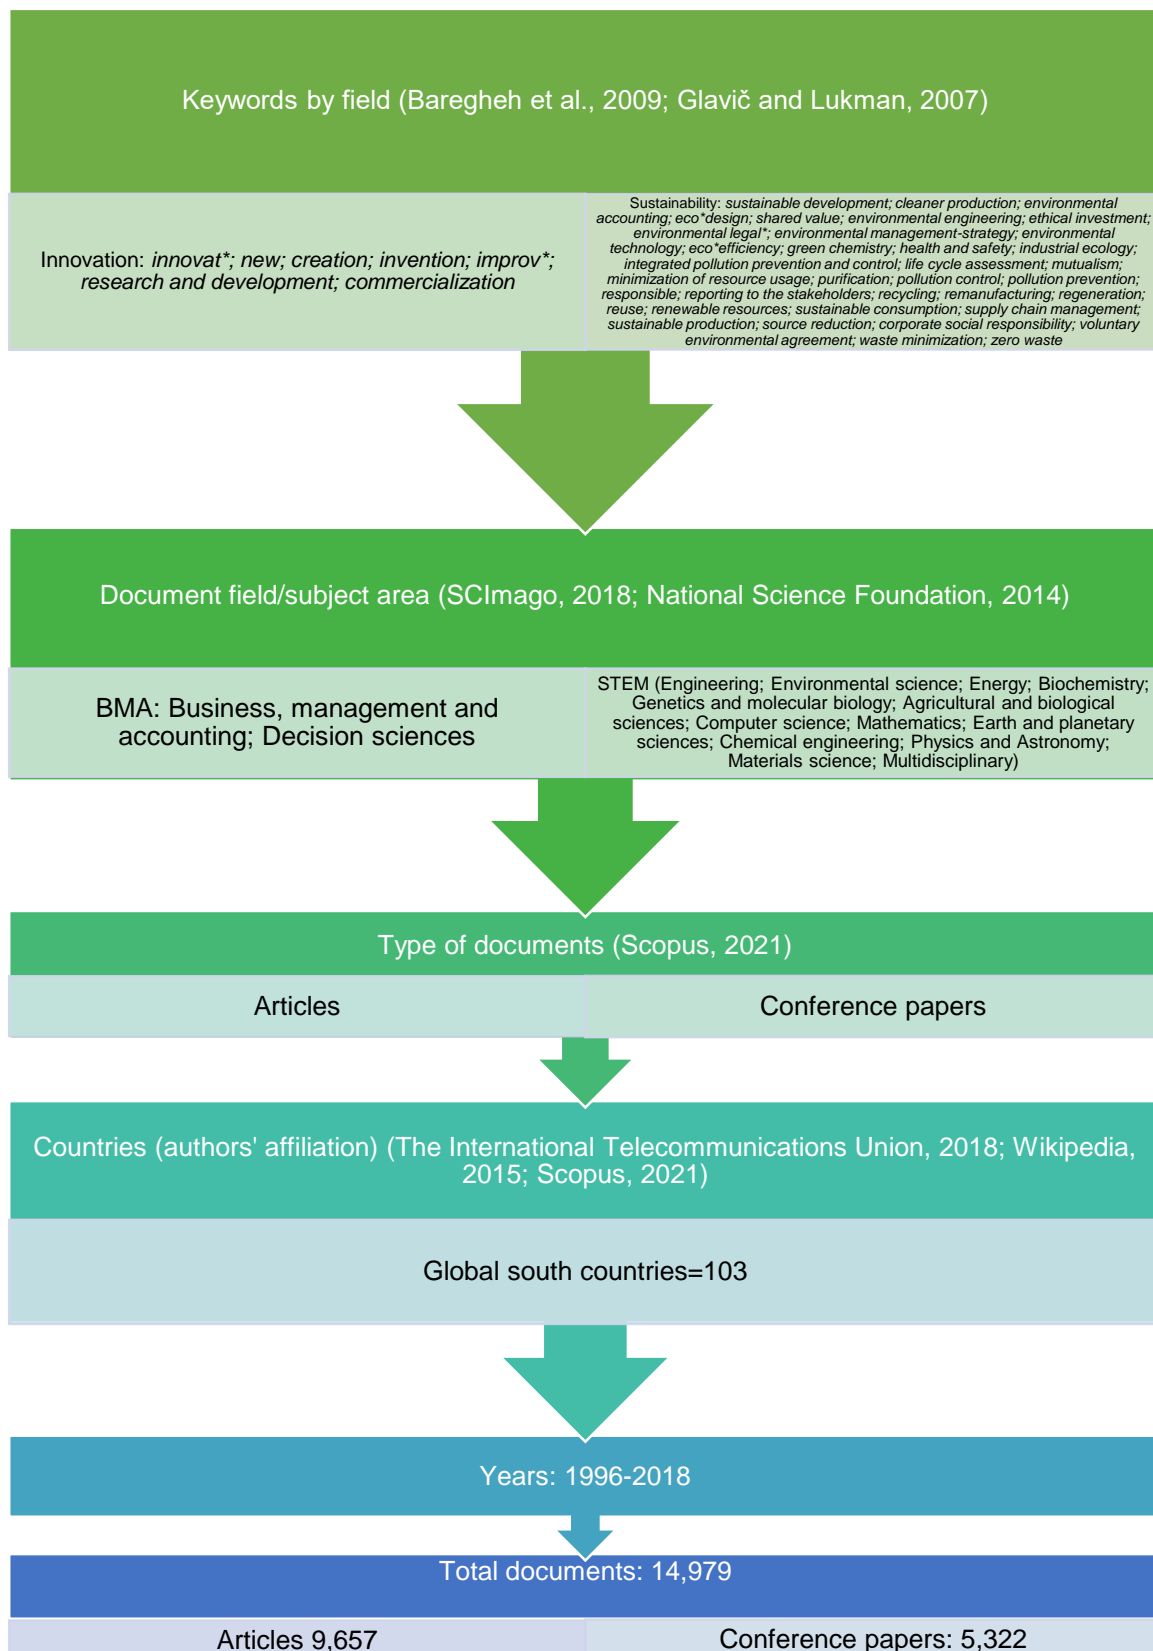 Keywords by field (Baregheh et al., 2009; Glavič and Lukman, 2007)
Innovation: innovat*; new; creation; invention; improv*;
research and development; commercialization
Sustainability: sustainable development; cleaner production; environmental
accounting; eco*design; shared value; environmental engineering; ethical investment;
environmental legal*; environmental management-strategy; environmental
technology; eco*efficiency; green chemistry; health and safety; industrial ecology;
integrated pollution prevention and control; life cycle assessment; mutualism;
minimization of resource usage; purification; pollution control; pollution prevention;
responsible; reporting to the stakeholders; recycling; remanufacturing; regeneration;
reuse; renewable resources; sustainable consumption; supply chain management;
sustainable production; source reduction; corporate social responsibility; voluntary
environmental agreement; waste minimization; zero waste
Document field/subject area (SCImago, 2018; National Science Foundation, 2014)
BMA: Business, management and
accounting; Decision sciences
STEM (Engineering; Environmental science; Energy; Biochemistry;
Genetics and molecular biology; Agricultural and biological
sciences; Computer science; Mathematics; Earth and planetary
sciences; Chemical engineering; Physics and Astronomy;
Materials science; Multidisciplinary)
Type of documents (Scopus, 2021)
Articles
Conference papers
Countries (authors' affiliation) (The International Telecommunications Union, 2018; Wikipedia,
2015; Scopus, 2021)
Global south countries=103
Years: 1996-2018
Total documents: 14,979
Articles 9,657
Conference papers: 5,322